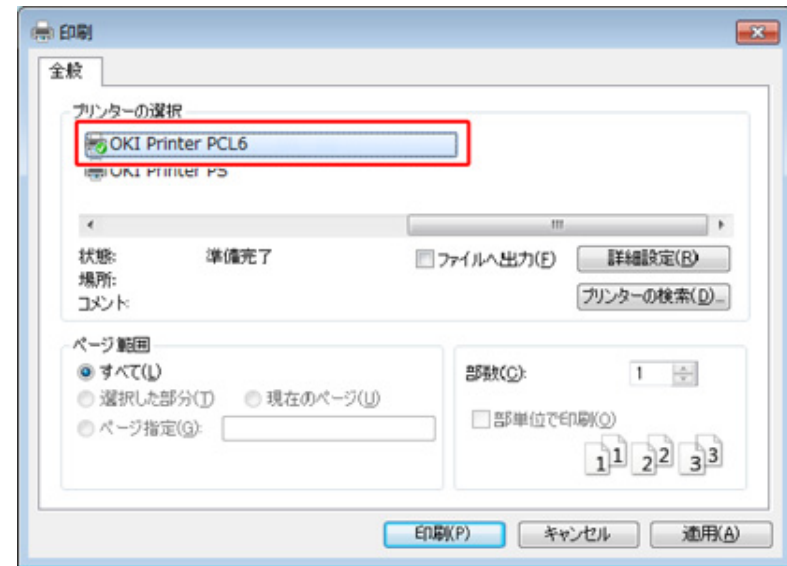 印刷
全般
プリンターの選択
OKI Printer PCL6
OKI Printer PS
状態: 準備完了 ファイルへ出力(F) 詳細設定(R)
場所:
コメント: プリンターの検索(D)...
ページ範囲
すべて(L) 部数(C): 1
選択した部分(T) 現在のページ(U)
部単位で印刷(O)
ページ指定(G):
11 22 33
印刷(P) キャンセル 適用(A)